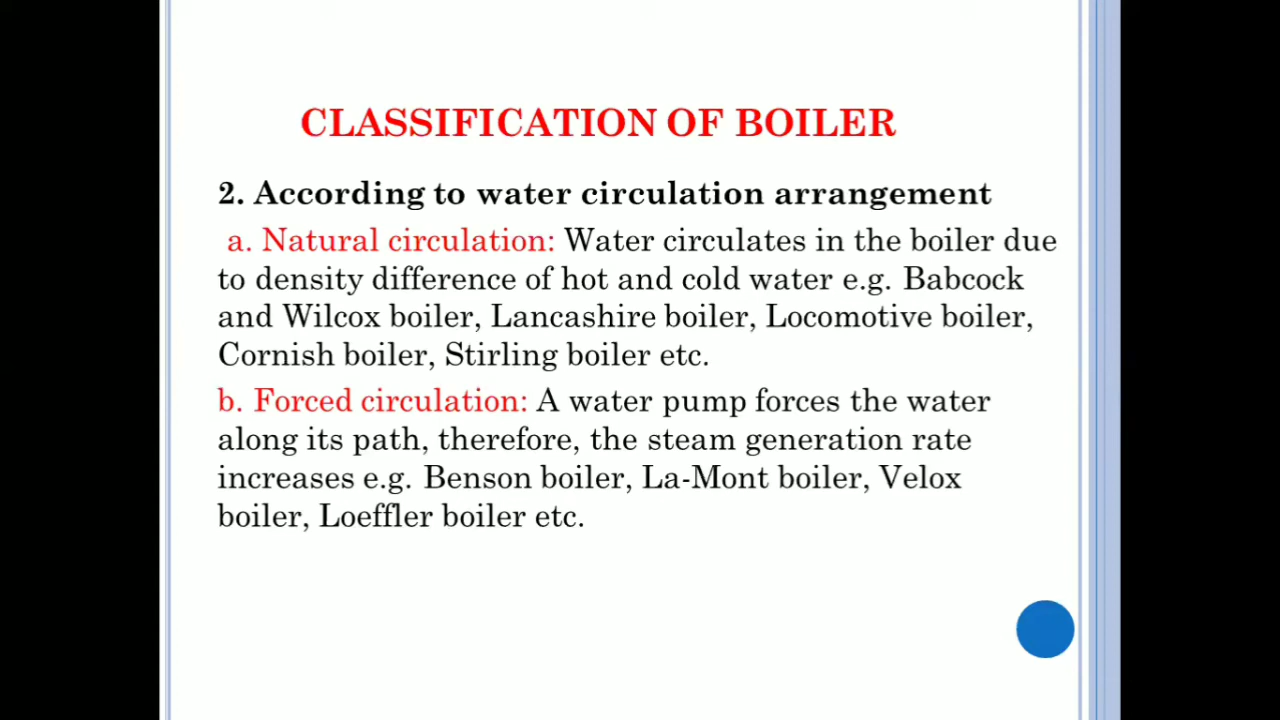 CLASSIFICATION OF BOILER
2. According to water circulation arrangement
a. Natural circulation: Water circulates in the boiler due
to density difference of hot and cold water e.g. Babcock
and Wilcox boiler, Lancashire boiler, Locomotive boiler,
Cornish boiler, Stirling boiler etc.
b. Forced circulation: A water pump forces the water
along its path, therefore, the steam generation rate
increases e.g. Benson boiler, La-Mont boiler, Velox
boiler, Loeffler boiler etc.